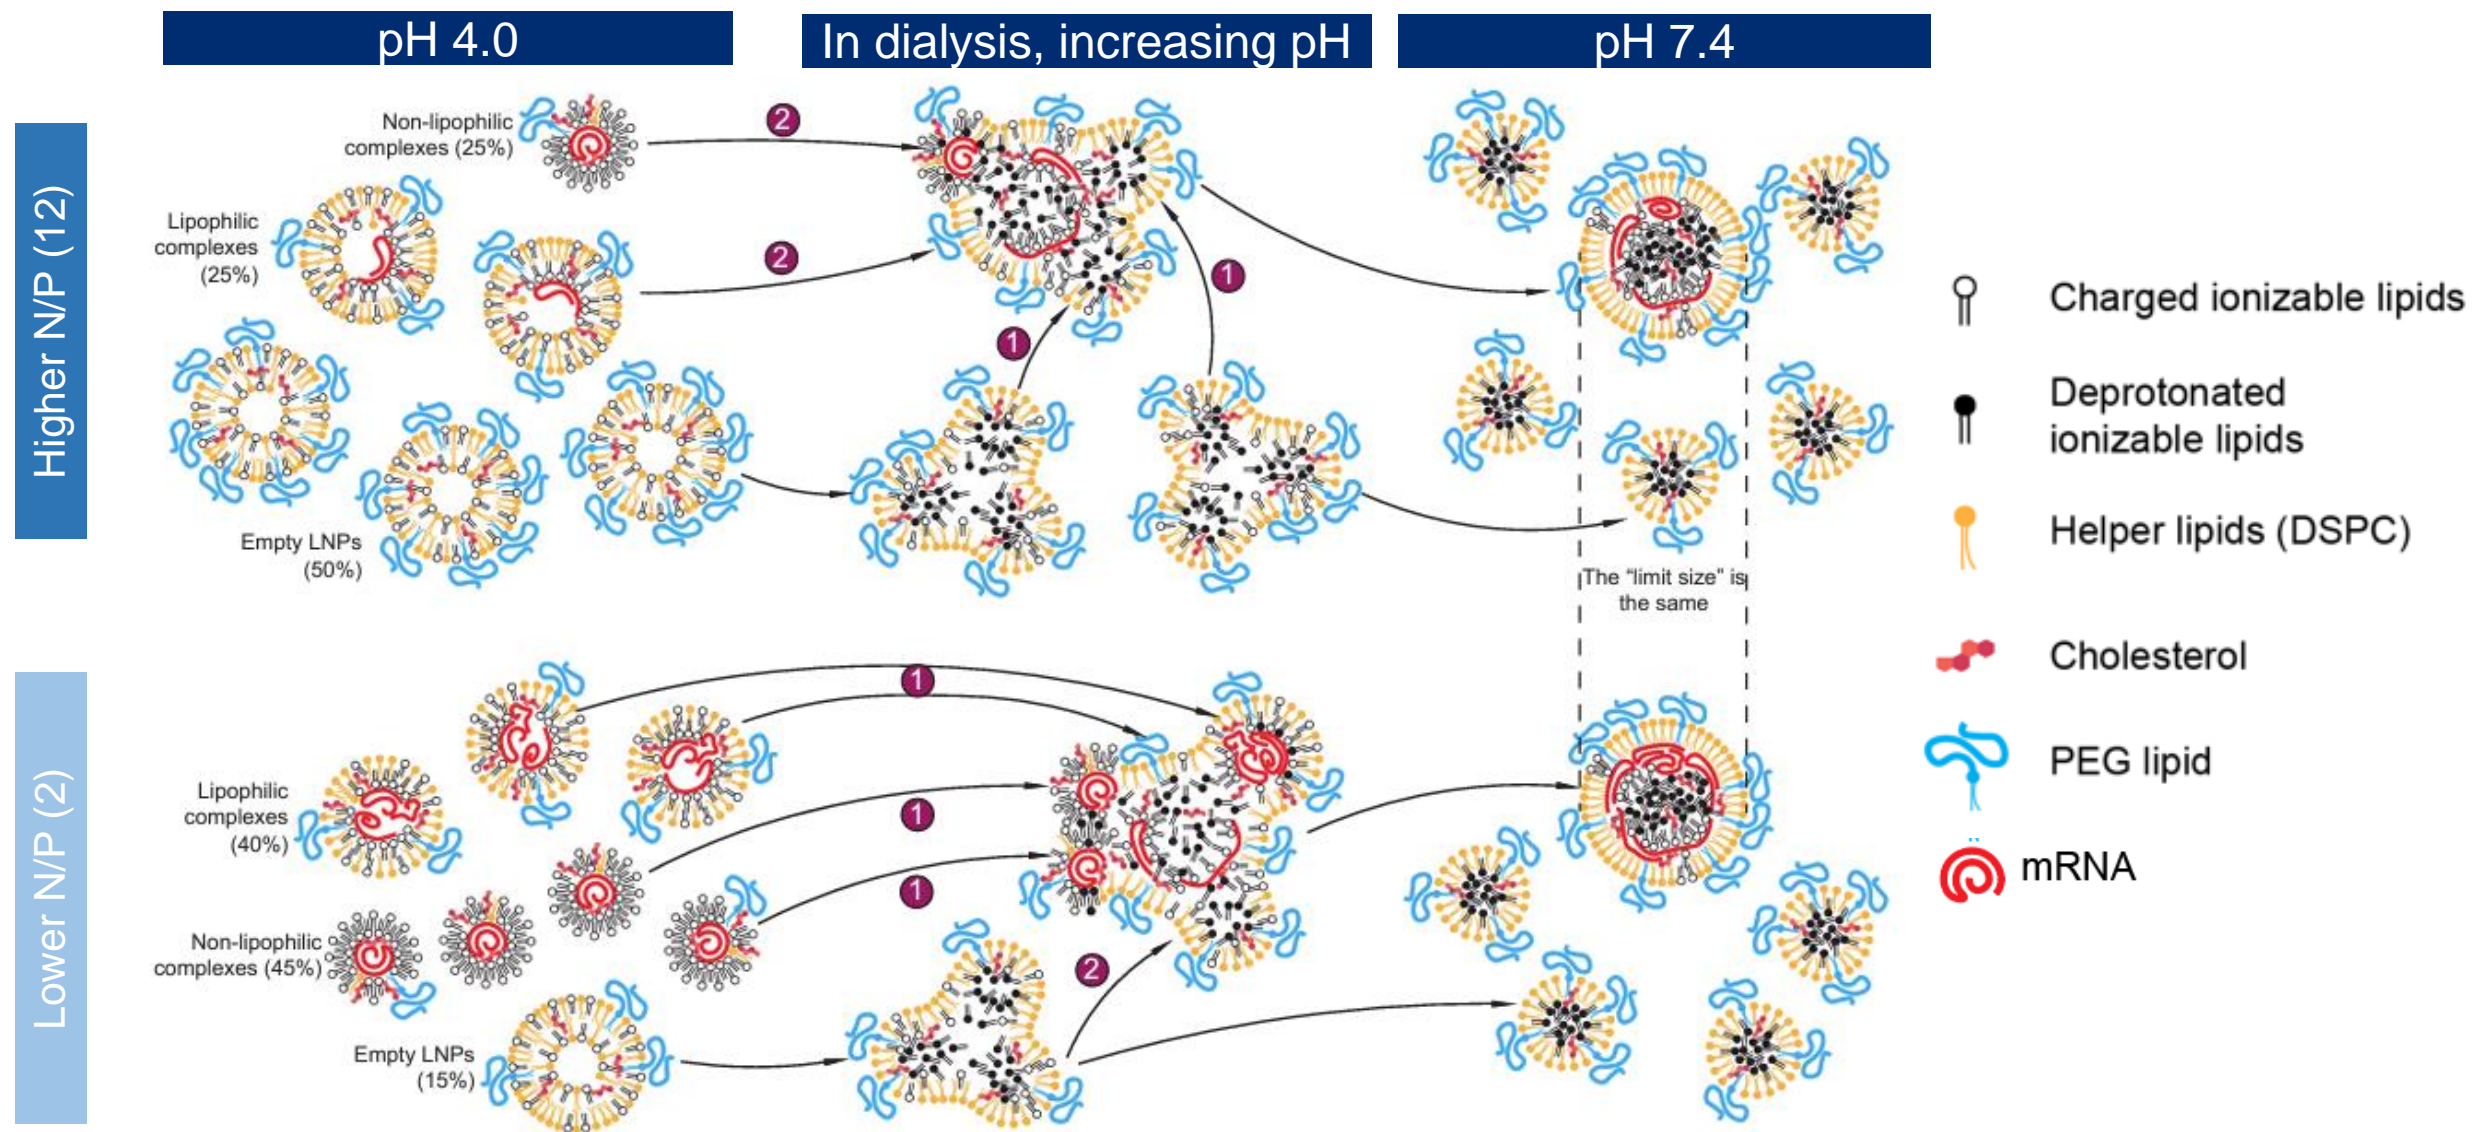 pH 4.0
In dialysis, increasing pH
pH 7.4
Higher N/P (12)
Non-lipophilic
complexes (25%)
2
Lipophilic
complexes
(25%)
2
1
1
Empty LNPs
(50%)
The “limit size” is
the same
Charged ionizable lipids
Deprotonated
ionizable lipids
Helper lipids (DSPC)
Cholesterol
PEG lipid
mRNA
Lower N/P (2)
1
Lipophilic
complexes
(40%)
1
1
Non-lipophilic
complexes (45%)
2
Empty LNPs
(15%)